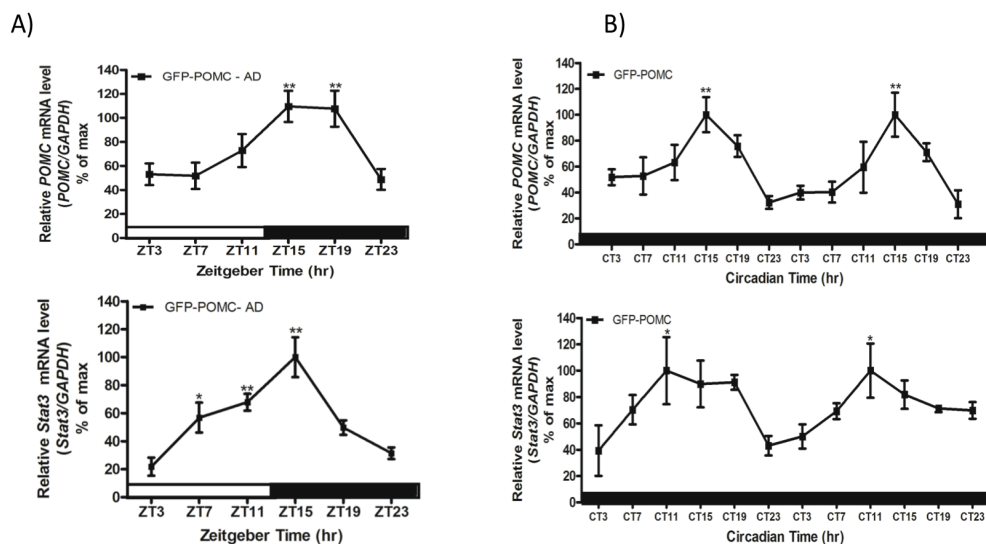 A)
GFP-POMC - AD
Relative POMC mRNA level
(POMC/GAPDH)
% of max
140
120
100
80
60
40
20
0
**
**
ZT3 ZT7 ZT11 ZT15 ZT19 ZT23
Zeitgeber Time (hr)
GFP-POMC- AD
Relative Stat3 mRNA level
(Stat3/GAPDH)
% of max
140
120
100
80
60
40
20
0
*
**
**
ZT3 ZT7 ZT11 ZT15 ZT19 ZT23
Zeitgeber Time (hr)
B)
GFP-POMC
Relative POMC mRNA level
(POMC/GAPDH)
% of max
140
120
100
80
60
40
20
0
**
**
CT3 CT7 CT11 CT15 CT19 CT23 CT3 CT7 CT11 CT15 CT19 CT23
Circadian Time (hr)
GFP-POMC
Relative Stat3 mRNA level
(Stat3/GAPDH)
% of max
140
120
100
80
60
40
20
0
*
*
CT3 CT7 CT11 CT15 CT19 CT23 CT3 CT7 CT11 CT15 CT19 CT23
Circadian Time (hr)